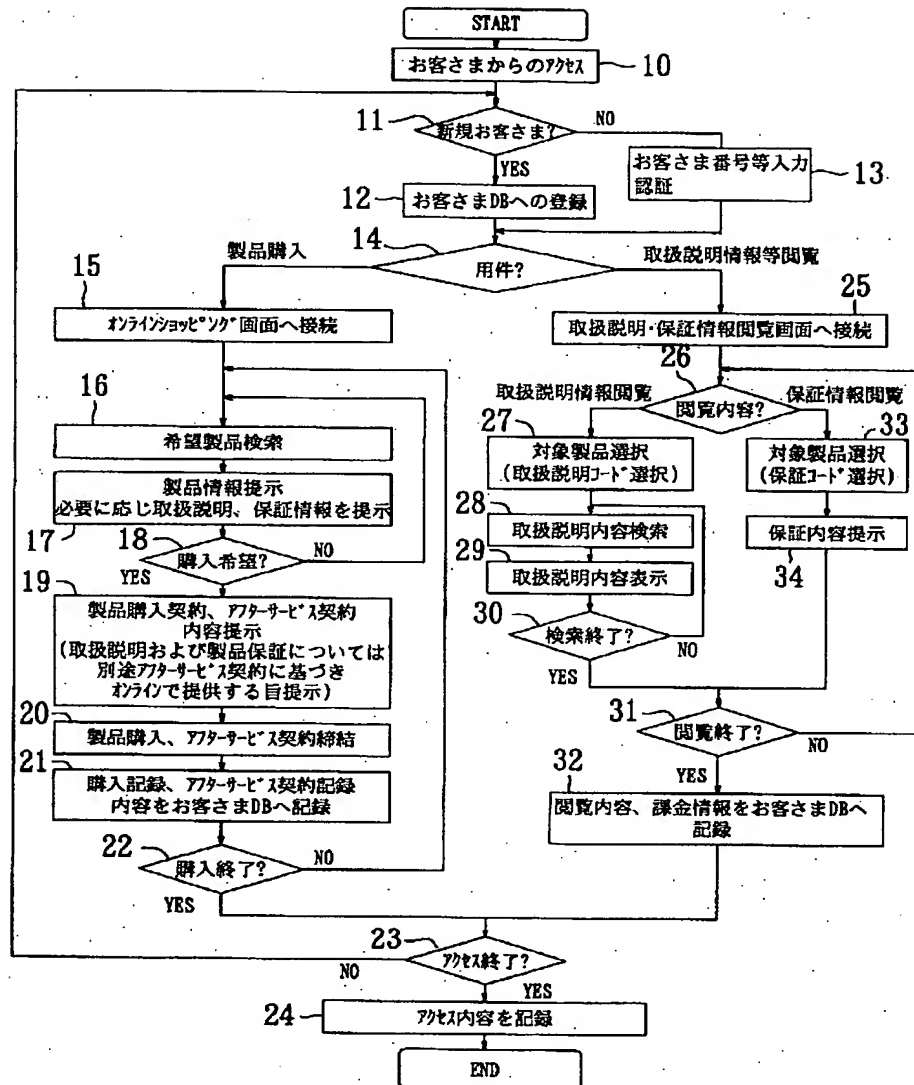 START
お客さまからのアクセス
10
11
新規お客さま?
NO
YES
お客さま番号等入力
認証
13
12
お客さまDBへの登録
14
製品購入
用件?
取扱説明情報等閲覧
15
オンラインショッピング画面へ接続
25
取扱説明・保証情報閲覧画面へ接続
26
取扱説明情報閲覧
閲覧内容?
保証情報閲覧
16
希望製品検索
27
対象製品選択
(取扱説明コード選択)
33
対象製品選択
(保証コード選択)
製品情報提示
必要に応じ取扱説明、保証情報を提示
17
28
取扱説明内容検索
保証内容提示
34
18
購入希望?
NO
YES
29
取扱説明内容表示
19
製品購入契約、アフターサービス契約
内容提示
(取扱説明および製品保証については
別途アフターサービス契約に基づき
オンラインで提供する旨提示)
30
検索終了?
NO
YES
20
製品購入、アフターサービス契約締結
31
閲覧終了?
NO
YES
21
購入記録、アフターサービス契約記録
内容をお客さまDBへ記録
32
閲覧内容、課金情報をお客さまDBへ
記録
22
購入終了?
NO
YES
23
アクセス終了?
NO
YES
24
アクセス内容を記録
END